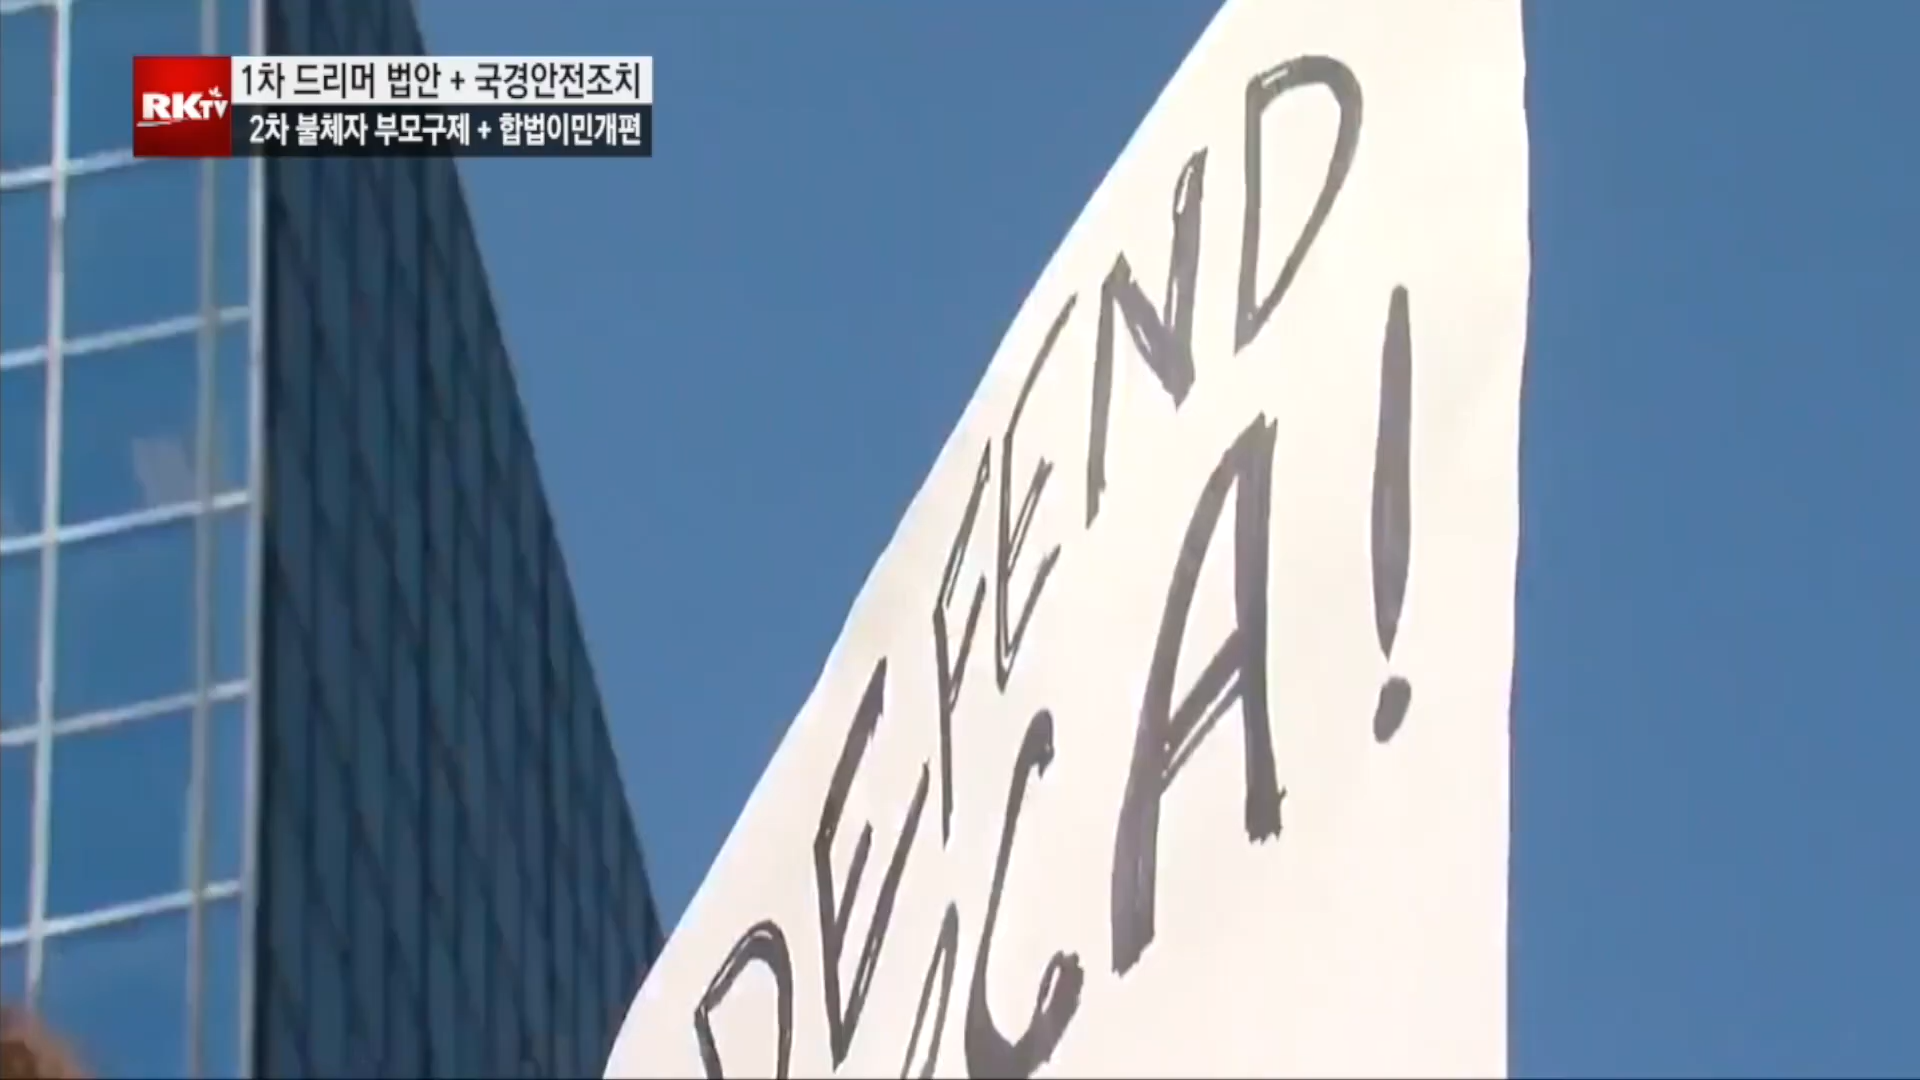 RKTV
1차 드리머 법안 + 국경안전조치
2차 불체자 부모구제 + 합법이민개편
DEFEND
ACA!